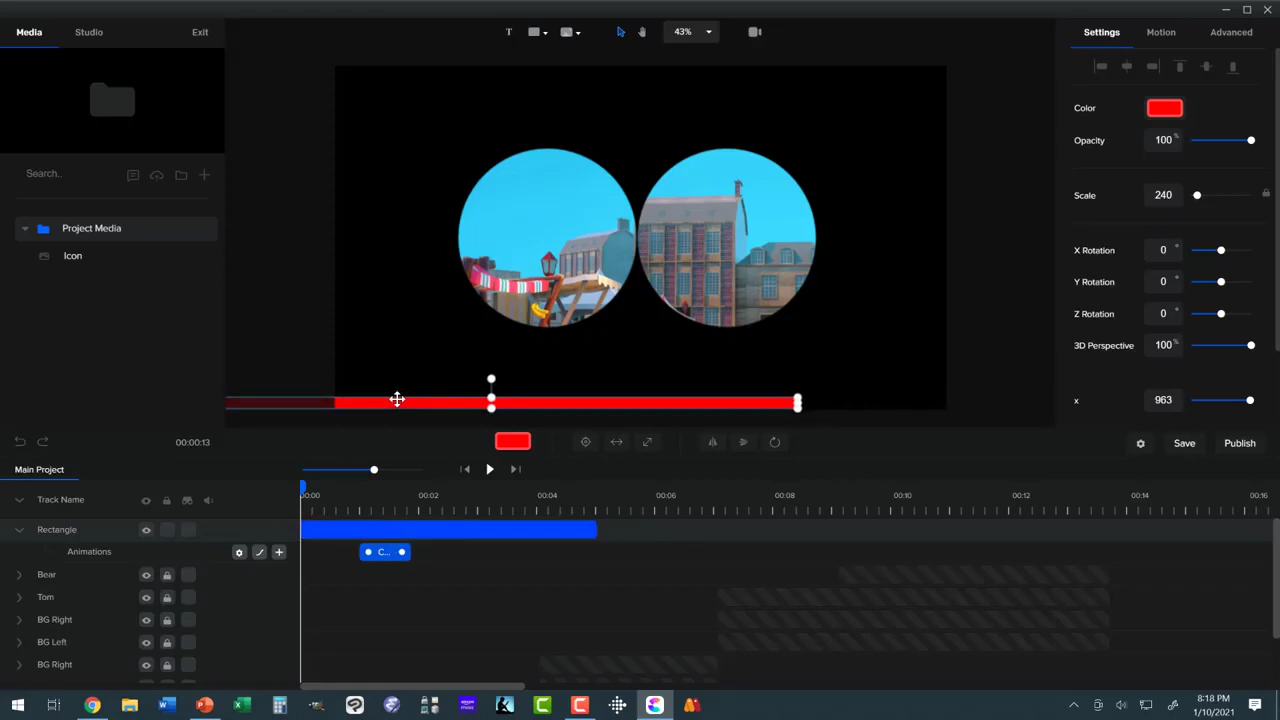 Media Studio Exit
T 43%
Settings Motion Advanced
Color
Opacity 100 %
Search..
Scale 240
Project Media
Icon
X Rotation 0 °
Y Rotation 0 °
Z Rotation 0 °
3D Perspective 100 %
x 963
00:00:13
Save Publish
Main Project
Track Name
00:00 00:02 00:04 00:06 00:08 00:10 00:12 00:14 00:16
Rectangle
Animations C...
Bear
Tom
BG Right
BG Left
BG Right
8:18 PM
1/10/2021